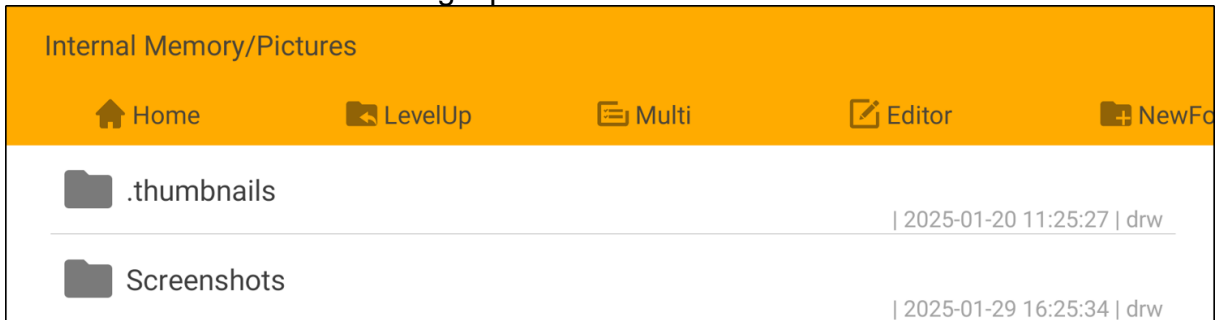 Internal Memory/Pictures
Home LevelUp Multi Editor NewFo
.thumbnails
| 2025-01-20 11:25:27 | drw
Screenshots
| 2025-01-29 16:25:34 | drw